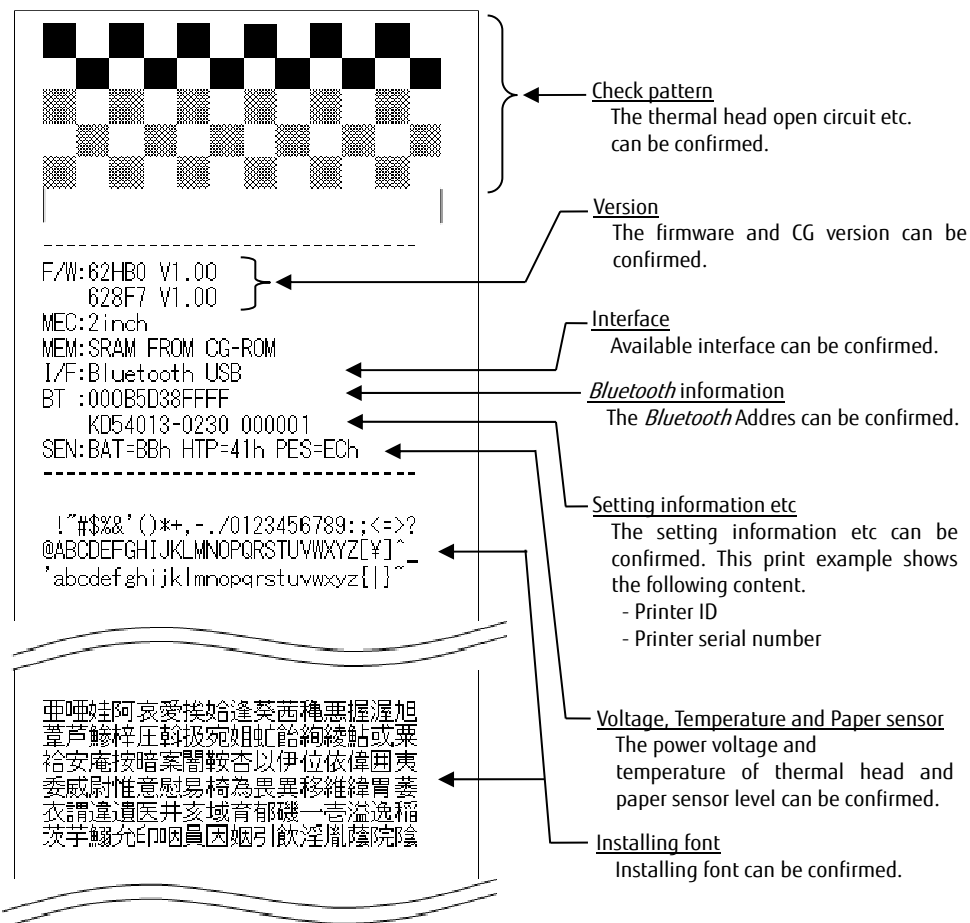 Check pattern
The thermal head open circuit etc.
can be confirmed.
Version
The firmware and CG version can be
confirmed.
F/W:62HB0 V1.00
628F7 V1.00
MEC:2inch
MEM:SRAM FROM CG-ROM
I/F:Bluetooth USB
BT :000B5D38FFFF
KD54013-0230 000001
SEN:BAT=BBh HTP=41h PES=ECh
Interface
Available interface can be confirmed.
Bluetooth information
The Bluetooth Addres can be confirmed.
Setting information etc
The setting information etc can be
confirmed. This print example shows
the following content.
- Printer ID
- Printer serial number
!"#$%&'()*+,-./0123456789:;<=>?
@ABCDEFGHIJKLMNOPQRSTUVWXYZ[¥]^_
'abcdefghijklmnopqrstuvwxyz{|}~
亜唖娃阿哀愛挨姶逢葵茜穐悪握渥旭
葦芦鯵梓圧斡扱宛姐虻飴絢綾鮎或粟
袷安庵按暗案闇鞍杏以伊位依偉囲夷
委威尉惟意慰易椅為畏異移維緯胃萎
衣謂違遺医井亥域育郁磯一壱溢逸稲
茨芋鰯允印咽員因姻引飲淫胤蔭院陰
Voltage, Temperature and Paper sensor
The power voltage and
temperature of thermal head and
paper sensor level can be confirmed.
Installing font
Installing font can be confirmed.